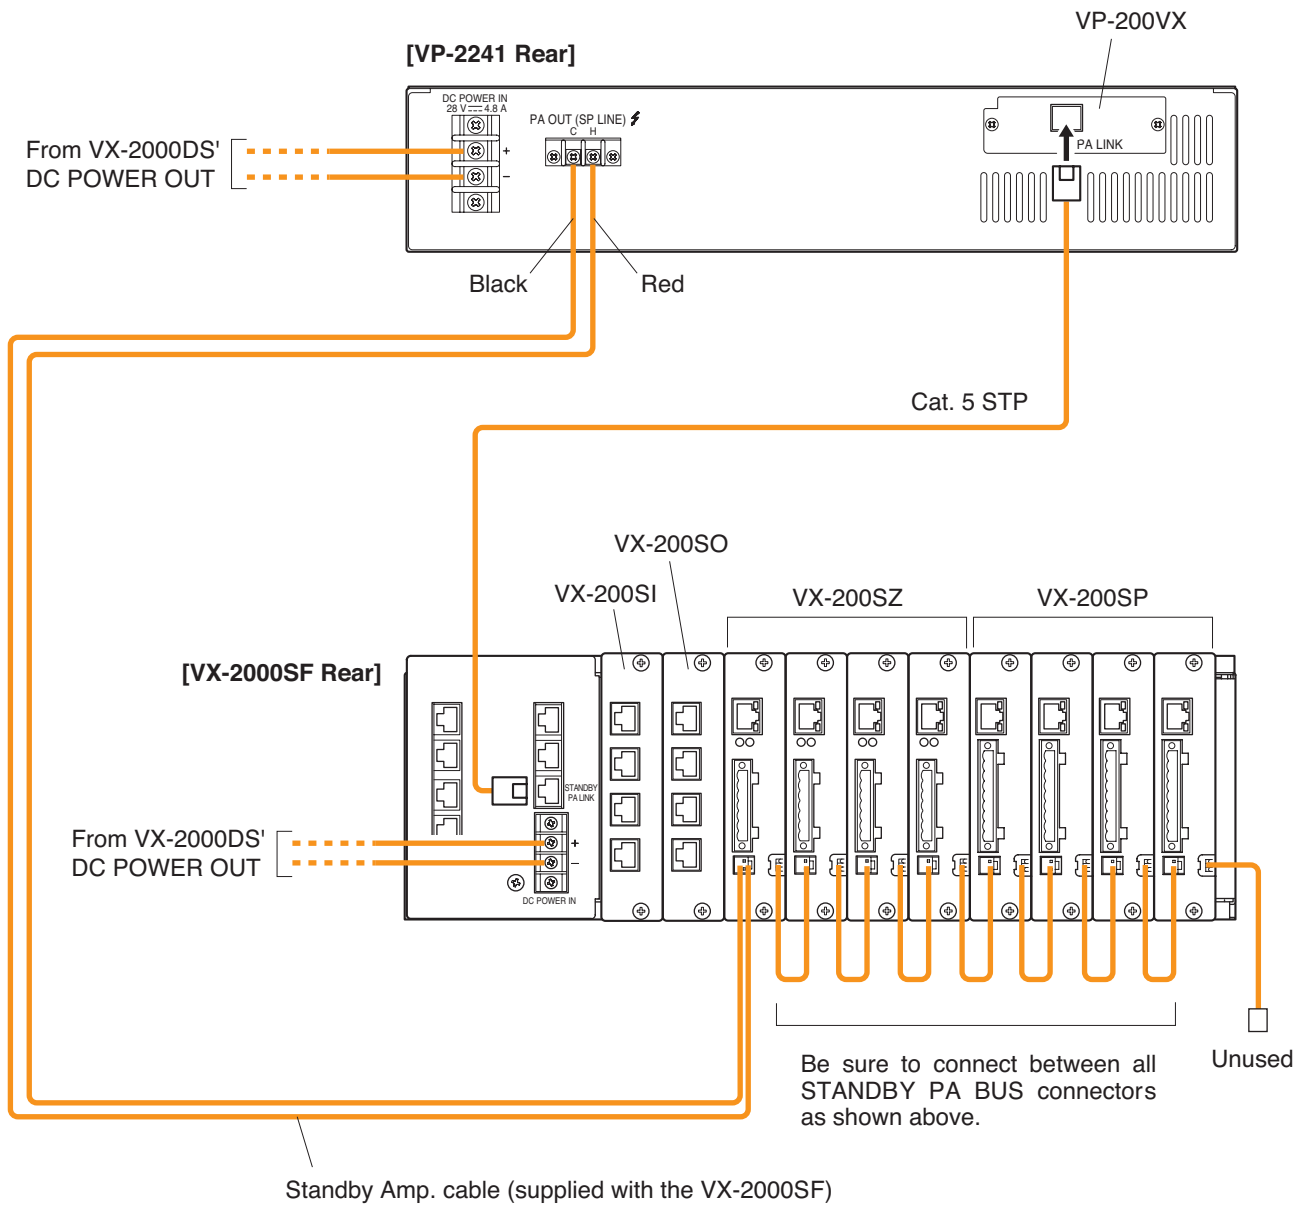 VP-200VX
[VP-2241 Rear]
DC POWER IN
28 V ⎓ 4.8 A
PA OUT (SP LINE)
C H
PA LINK
From VX-2000DS'
DC POWER OUT
+
−
Black
Red
Cat. 5 STP
VX-200SO
VX-200SI
VX-200SZ
VX-200SP
[VX-2000SF Rear]
STANDBY
PA LINK
From VX-2000DS'
DC POWER OUT
+
−
DC POWER IN
Be sure to connect between all
STANDBY PA BUS connectors
as shown above.
Unused
Standby Amp. cable (supplied with the VX-2000SF)